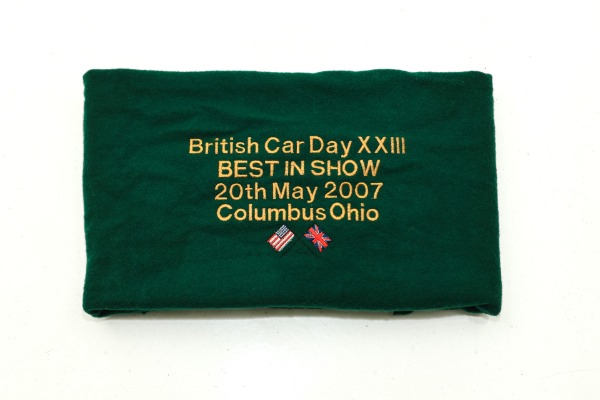 British Car Day XXIII
BEST IN SHOW
20th May 2007
Columbus Ohio